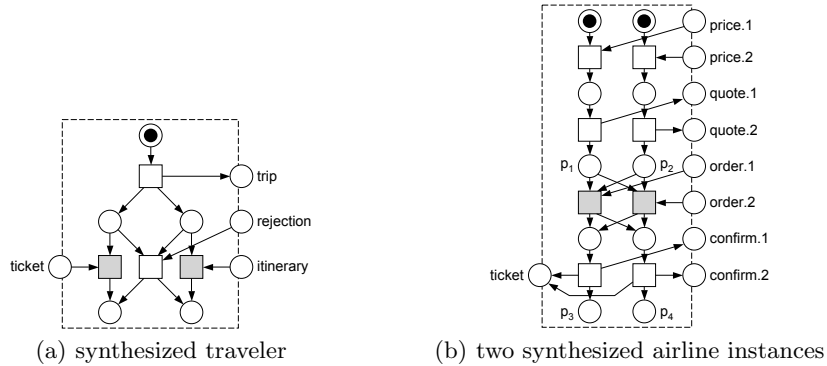 price.1
price.2
quote.1
quote.2
p1 p2 order.1
order.2
confirm.1
ticket confirm.2
p3 p4
trip
rejection
ticket itinerary
(a) synthesized traveler (b) two synthesized airline instances